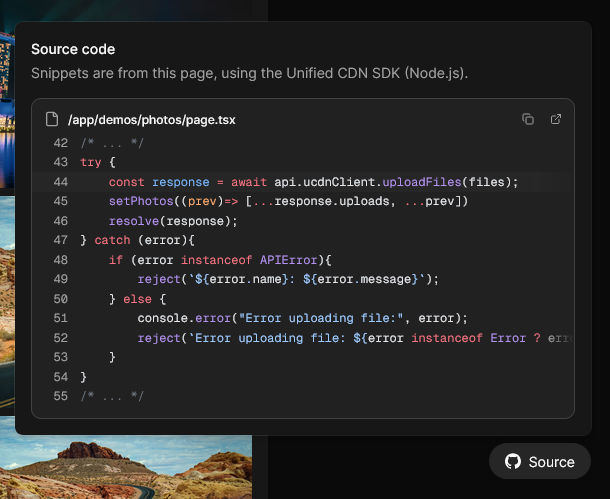 Source code
Snippets are from this page, using the Unified CDN SDK (Node.js).
/app/demos/photos/page.tsx
42 /* ... */
43 try {
44     const response = await api.ucdnClient.uploadFiles(files);
45     setPhotos((prev)=> [...response.uploads, ...prev])
46     resolve(response);
47 } catch (error){
48     if (error instanceof APIError){
49         reject(`${error.name}: ${error.message}`);
50     } else {
51         console.error("Error uploading file:", error);
52         reject(`Error uploading file: ${error instanceof Error ? erro
53     }
54 }
55 /* ... */
Source